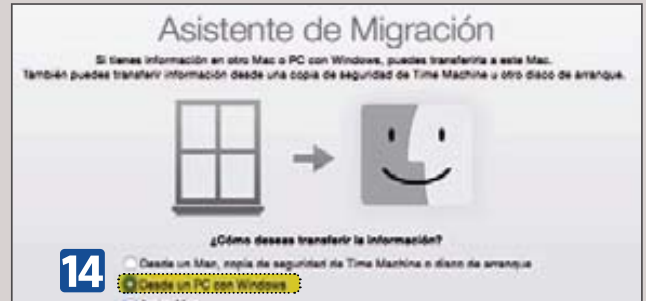 Asistente de Migración
Si tienes información en otro Mac o PC con Windows, puedes transferirla a este Mac.
También puedes transferir información desde una copia de seguridad de Time Machine u otro disco de arranque.
¿Cómo deseas transferir la información?
14
Desde un Man, copia de seguridad de Time Machine o disco de arranque
Desde un PC con Windows